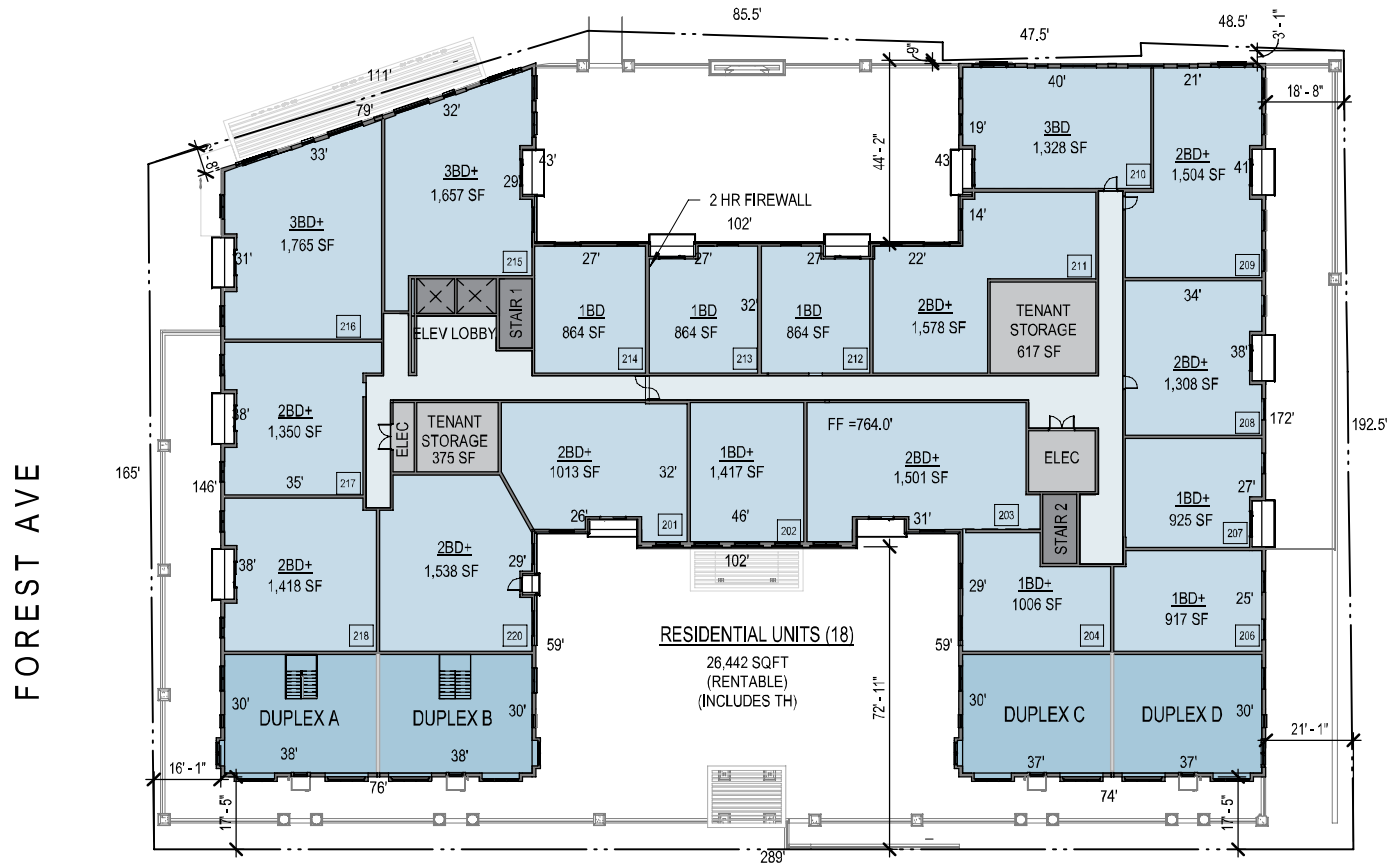 85.5'
47.5'
48.5'
3' - 1"
9"
111'
79'
32'
33'
40'
21'
18' - 8"
19'
3BD
1,328 SF
210
2BD+
1,504 SF
41'
209
43'
29'
3BD+
1,657 SF
215
44' - 2"
43'
2 HR FIREWALL
102'
3BD+
1,765 SF
31'
216
14'
211
22'
2BD+
1,578 SF
27'
1BD
864 SF
214
27'
1BD
864 SF
32'
213
27'
1BD
864 SF
212
TENANT
STORAGE
617 SF
34'
2BD+
1,308 SF
38'
208
ELEV LOBBY
STAIR 1
2BD+
1,350 SF
35'
217
ELEC
TENANT
STORAGE
375 SF
2BD+
1013 SF
32'
26'
201
1BD+
1,417 SF
46'
202
FF =764.0'
2BD+
1,501 SF
31'
203
ELEC
STAIR 2
172'
192.5'
1BD+
925 SF
27'
207
165'
146'
FOREST AVE
38'
2BD+
1,418 SF
218
2BD+
1,538 SF
29'
220
102'
29'
1BD+
1006 SF
204
1BD+
917 SF
25'
206
59'
RESIDENTIAL UNITS (18)
26,442 SQFT
(RENTABLE)
(INCLUDES TH)
59'
72' - 11"
30'
DUPLEX A
38'
DUPLEX B
30'
38'
30'
DUPLEX C
37'
DUPLEX D
30'
37'
21' - 1"
16' - 1"
76'
74'
17' - 5"
17' - 5"
289'